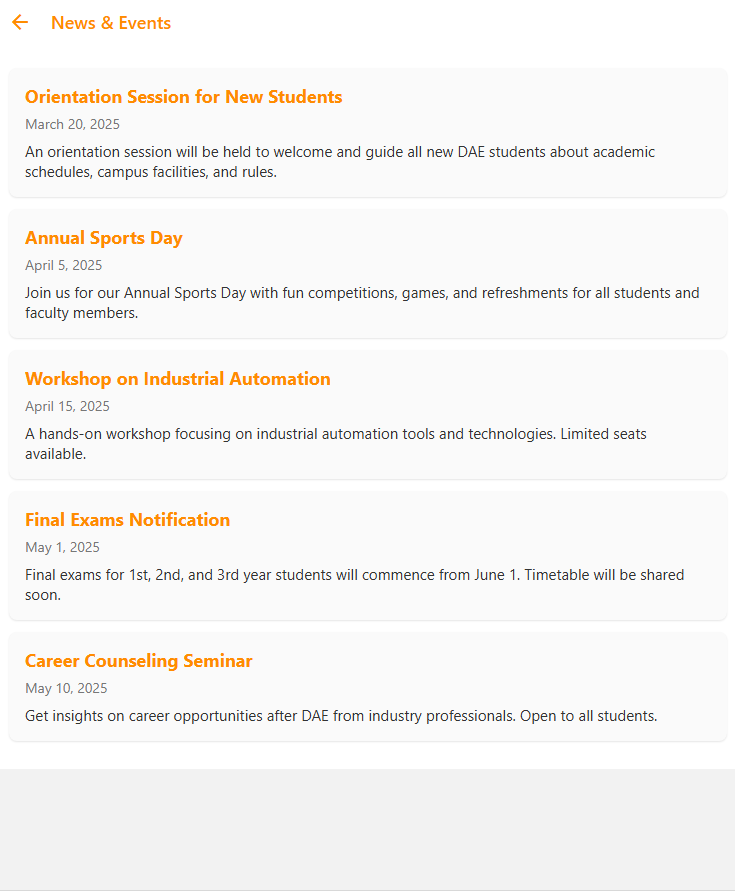 News & Events
Orientation Session for New Students
March 20, 2025
An orientation session will be held to welcome and guide all new DAE students about academic
schedules, campus facilities, and rules.
Annual Sports Day
April 5, 2025
Join us for our Annual Sports Day with fun competitions, games, and refreshments for all students and
faculty members.
Workshop on Industrial Automation
April 15, 2025
A hands-on workshop focusing on industrial automation tools and technologies. Limited seats
available.
Final Exams Notification
May 1, 2025
Final exams for 1st, 2nd, and 3rd year students will commence from June 1. Timetable will be shared
soon.
Career Counseling Seminar
May 10, 2025
Get insights on career opportunities after DAE from industry professionals. Open to all students.